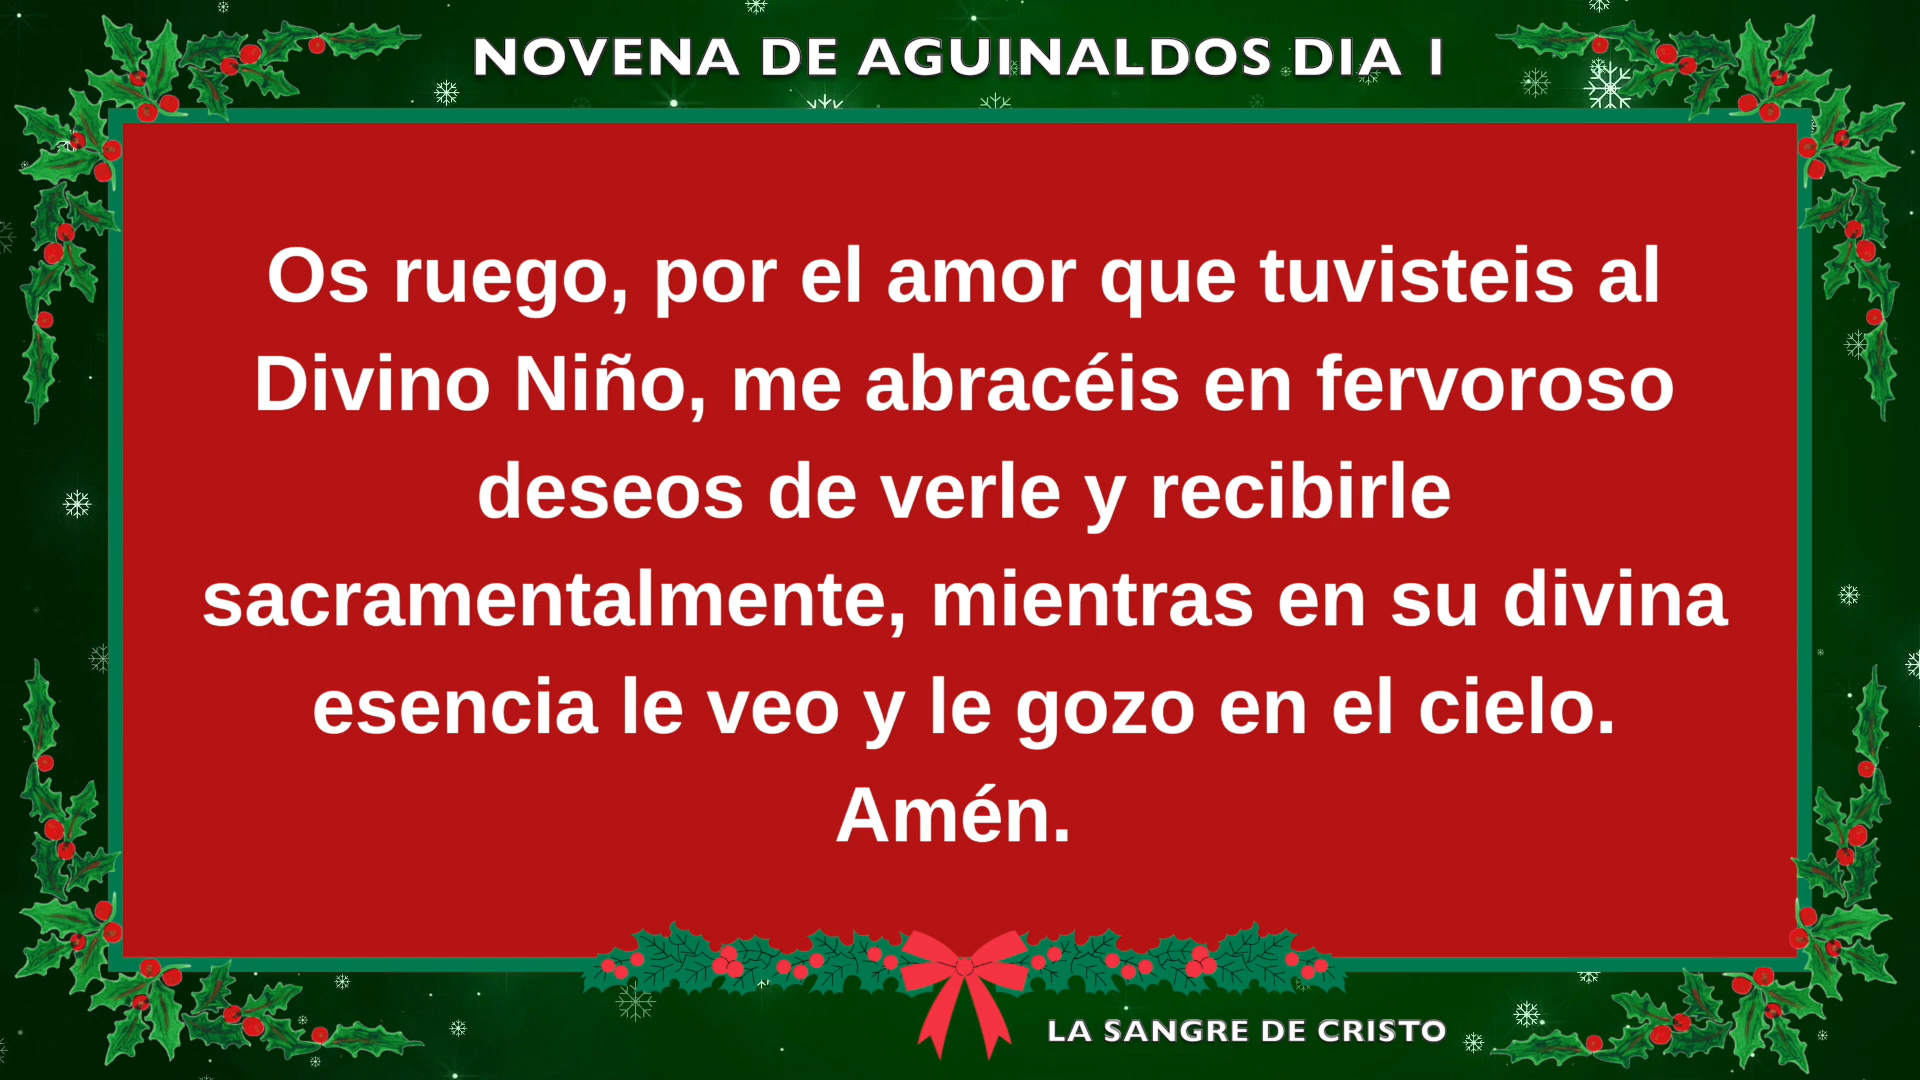 NOVENA DE AGUINALDOS DIA 1
Os ruego, por el amor que tuvisteis al
Divino Niño, me abracéis en fervoroso
deseos de verle y recibirle
sacramentalmente, mientras en su divina
esencia le veo y le gozo en el cielo.
Amén.
LA SANGRE DE CRISTO